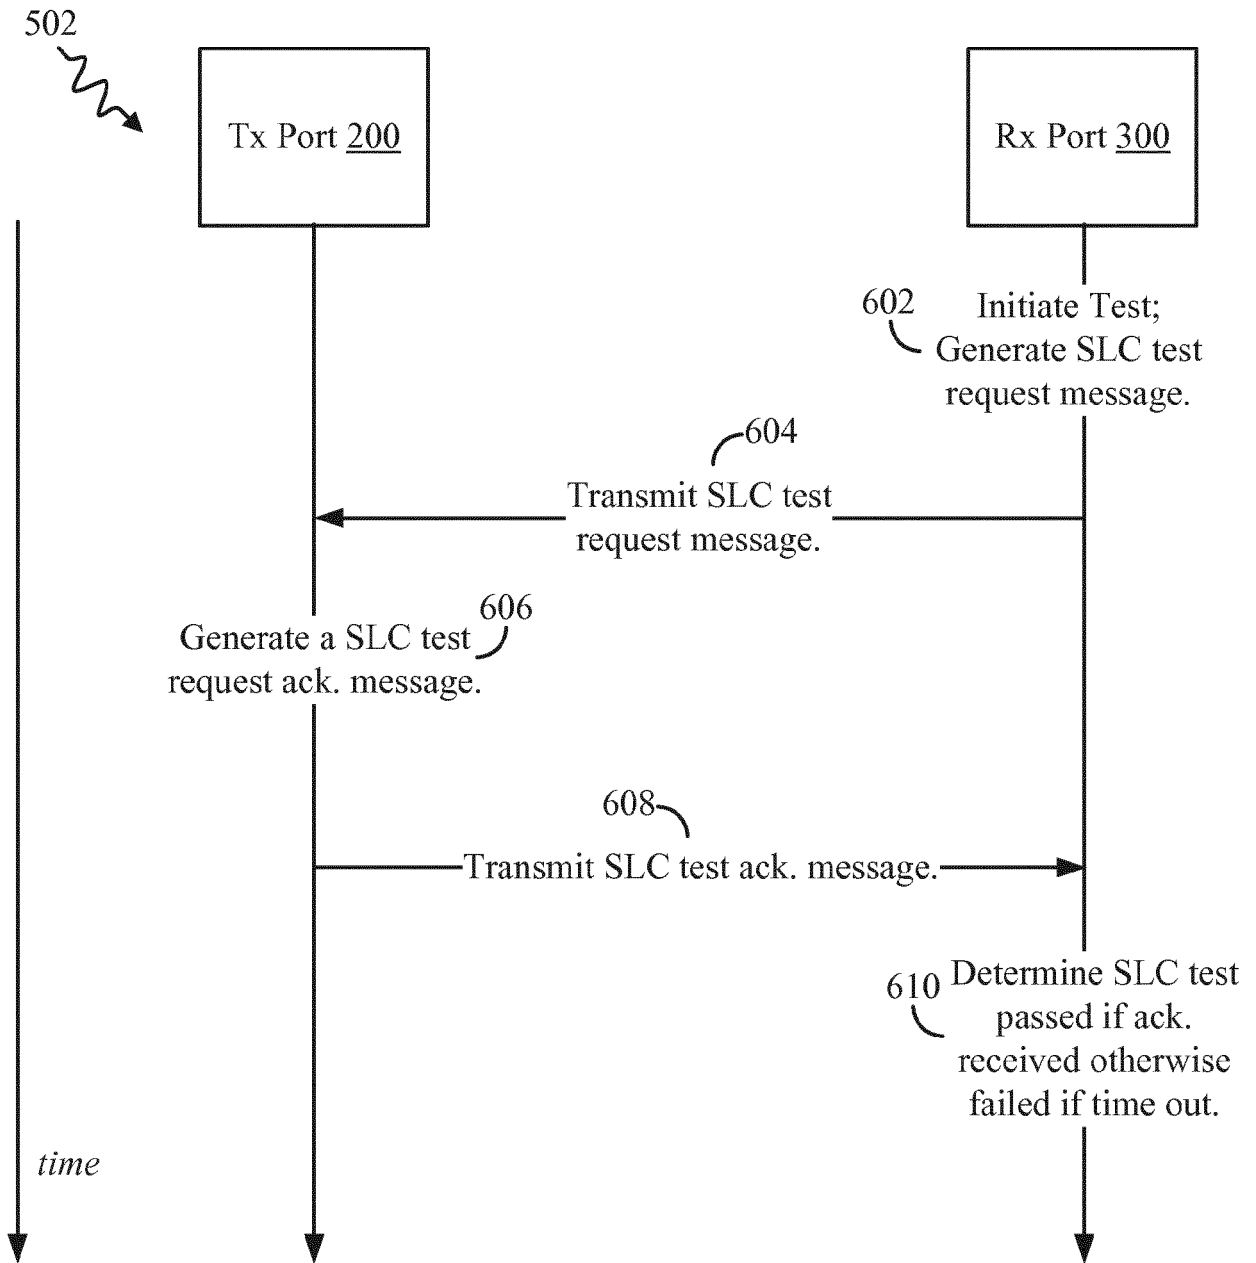 502
Tx Port 200
Rx Port 300
602
Initiate Test;
Generate SLC test
request message.
604
Transmit SLC test
request message.
606
Generate a SLC test
request ack. message.
608
Transmit SLC test ack. message.
610
Determine SLC test
passed if ack.
received otherwise
failed if time out.
time